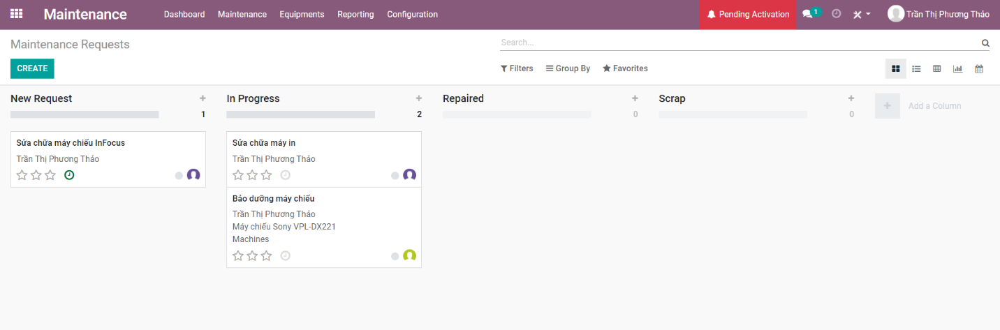 Maintenance Dashboard Maintenance Equipments Reporting Configuration Pending Activation 1 Trần Thị Phương Thảo
Maintenance Requests
Search...
CREATE
Filters Group By Favorites
New Request
1
In Progress
2
Repaired
0
Scrap
0
Add a Column
Sửa chữa máy chiếu InFocus
Trần Thị Phương Thảo
Sửa chữa máy in
Trần Thị Phương Thảo
Bảo dưỡng máy chiếu
Trần Thị Phương Thảo
Máy chiếu Sony VPL-DX221
Machines